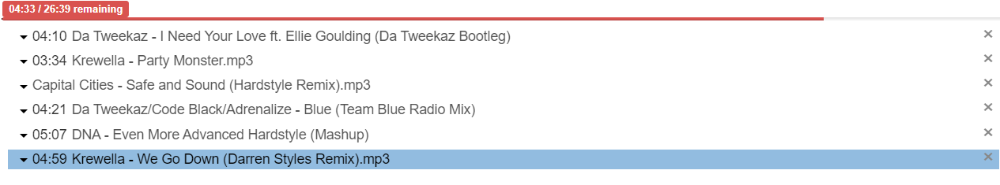 04:33 / 26:39 remaining
04:10 Da Tweekaz - I Need Your Love ft. Ellie Goulding (Da Tweekaz Bootleg)
03:34 Krewella - Party Monster.mp3
Capital Cities - Safe and Sound (Hardstyle Remix).mp3
04:21 Da Tweekaz/Code Black/Adrenalize - Blue (Team Blue Radio Mix)
05:07 DNA - Even More Advanced Hardstyle (Mashup)
04:59 Krewella - We Go Down (Darren Styles Remix).mp3